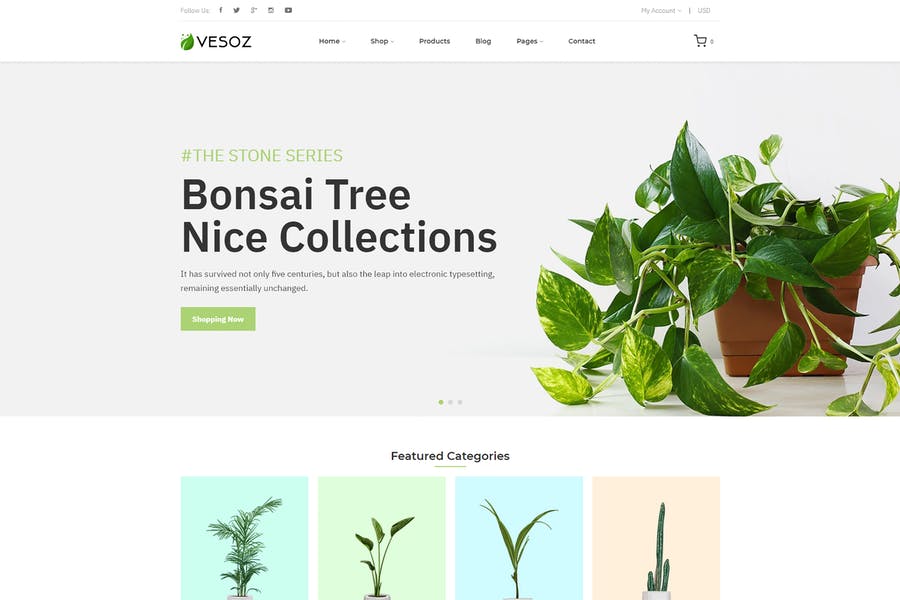 Follow Us:
My Account | USD
VESOZ
Home Shop Products Blog Pages Contact
0
#THE STONE SERIES
Bonsai Tree
Nice Collections
It has survived not only five centuries, but also the leap into electronic typesetting,
remaining essentially unchanged.
Shopping Now
Featured Categories